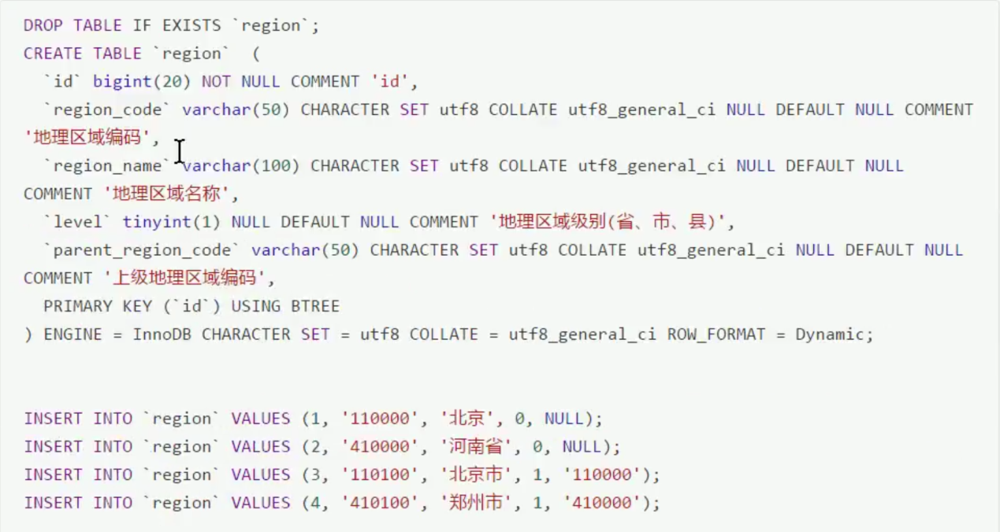 DROP TABLE IF EXISTS `region`;
CREATE TABLE `region`  (
  `id` bigint(20) NOT NULL COMMENT 'id',
  `region_code` varchar(50) CHARACTER SET utf8 COLLATE utf8_general_ci NULL DEFAULT NULL COMMENT
'地理区域编码',
  `region_name` varchar(100) CHARACTER SET utf8 COLLATE utf8_general_ci NULL DEFAULT NULL
COMMENT '地理区域名称',
  `level` tinyint(1) NULL DEFAULT NULL COMMENT '地理区域级别(省、市、县)',
  `parent_region_code` varchar(50) CHARACTER SET utf8 COLLATE utf8_general_ci NULL DEFAULT NULL
COMMENT '上级地理区域编码',
  PRIMARY KEY (`id`) USING BTREE
) ENGINE = InnoDB CHARACTER SET = utf8 COLLATE = utf8_general_ci ROW_FORMAT = Dynamic;
INSERT INTO `region` VALUES (1, '110000', '北京', 0, NULL);
INSERT INTO `region` VALUES (2, '410000', '河南省', 0, NULL);
INSERT INTO `region` VALUES (3, '110100', '北京市', 1, '110000');
INSERT INTO `region` VALUES (4, '410100', '郑州市', 1, '410000');